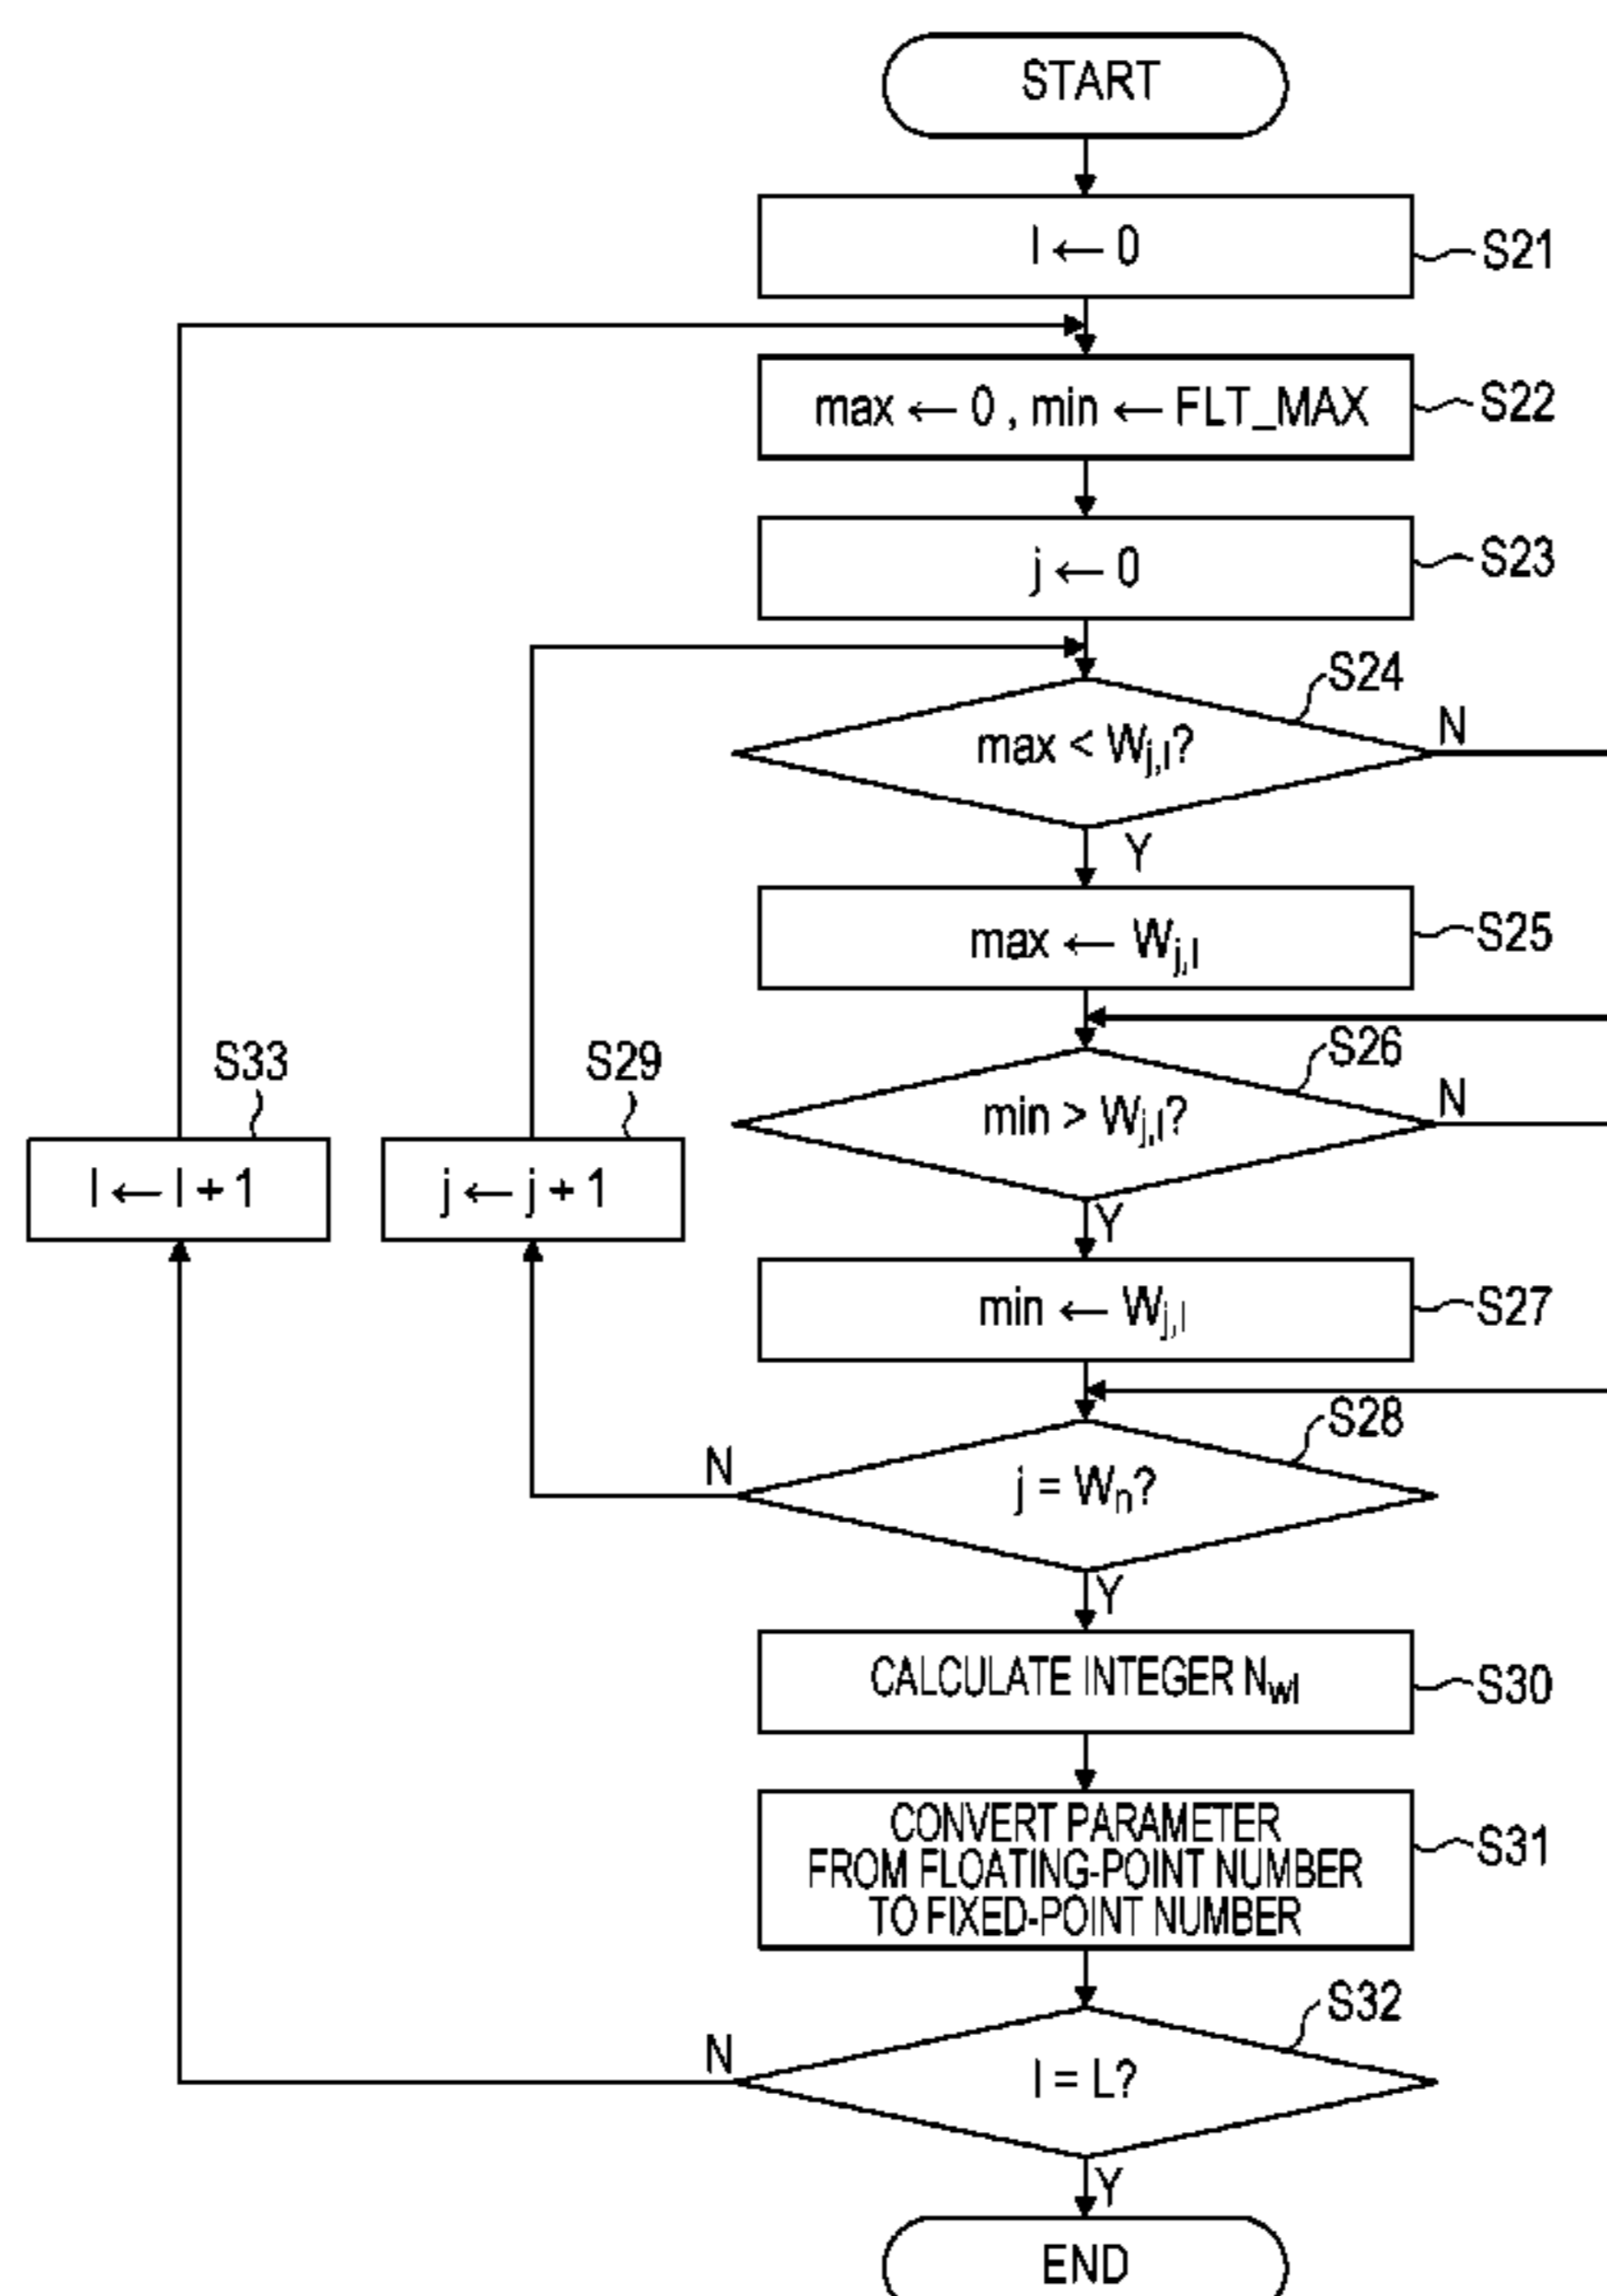 START
l ← 0
S21
max ← 0 , min ← FLT_MAX
S22
j ← 0
S23
S24
max < Wj,l?
N
Y
max ← Wj,l
S25
S26
min > Wj,l?
N
Y
S33
l ← l + 1
S29
j ← j + 1
min ← Wj,l
S27
S28
N
j = Wn?
Y
CALCULATE INTEGER Nwl
S30
CONVERT PARAMETER
FROM FLOATING-POINT NUMBER
TO FIXED-POINT NUMBER
S31
S32
N
l = L?
Y
END